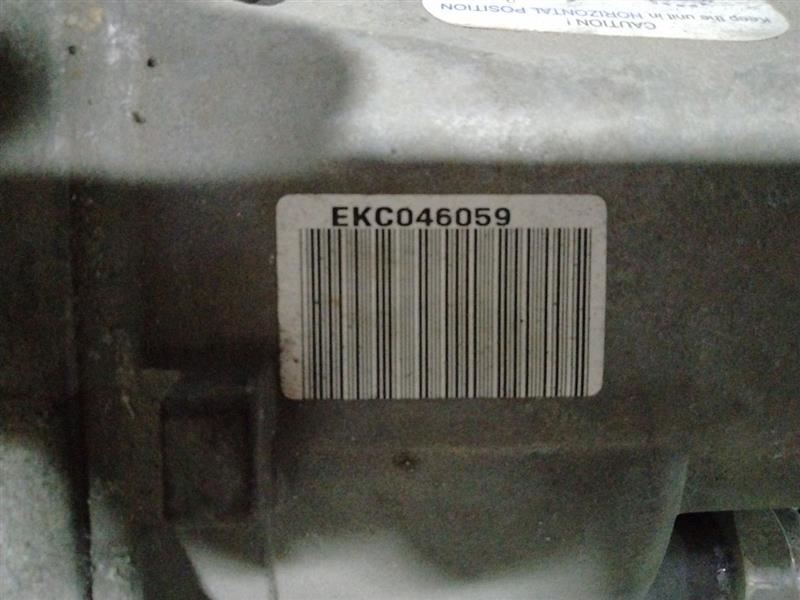 CAUTION !
Keep the unit in HORIZONTAL POSITION
EKC046059